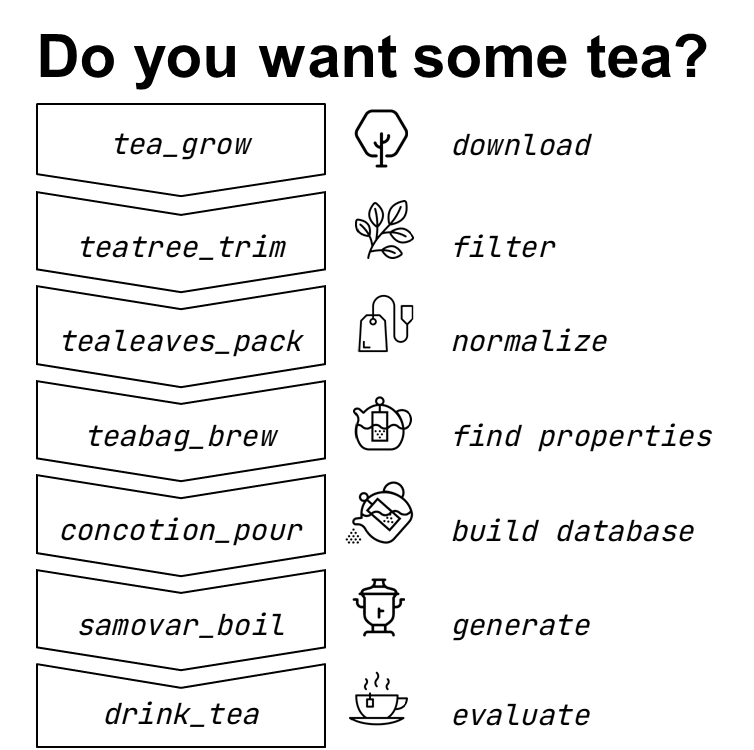 Do you want some tea?
tea_grow download
teatree_trim filter
tealeaves_pack normalize
teabag_brew find properties
concotion_pour build database
samovar_boil generate
drink_tea evaluate